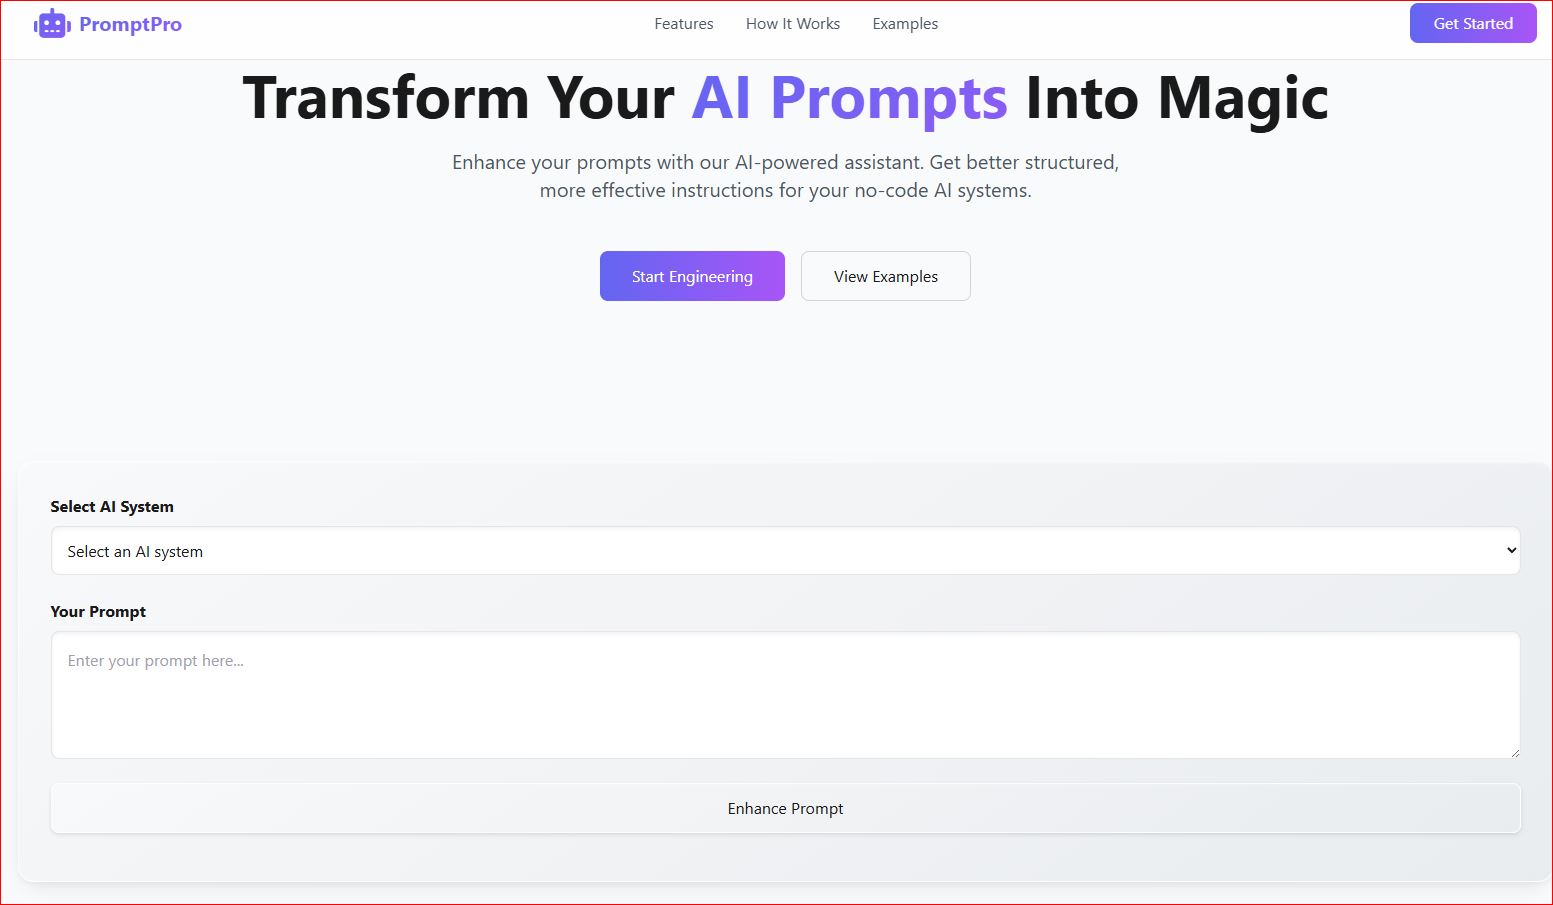 PromptPro
Features
How It Works
Examples
Get Started
Transform Your AI Prompts Into Magic
Enhance your prompts with our AI-powered assistant. Get better structured,
more effective instructions for your no-code AI systems.
Start Engineering
View Examples
Select AI System
Select an AI system
Your Prompt
Enter your prompt here...
Enhance Prompt